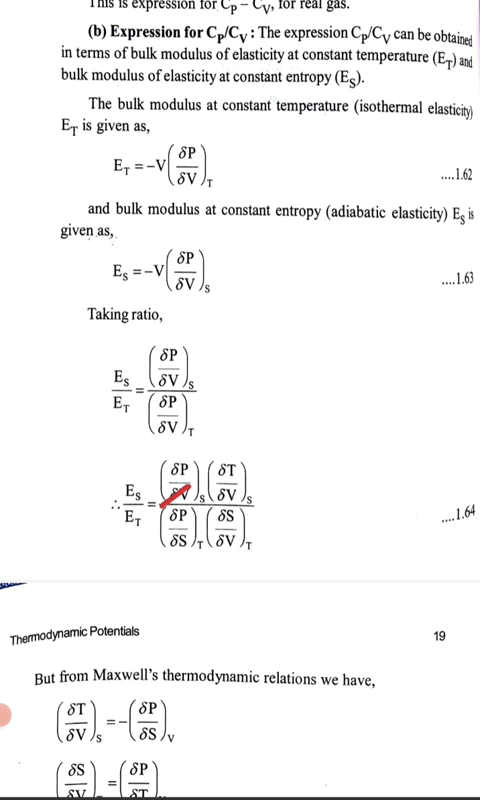 This is expression for Cp – Cv, for real gas.
(b) Expression for CP/CV : The expression CP/CV can be obtained
in terms of bulk modulus of elasticity at constant temperature (ET) and
bulk modulus of elasticity at constant entropy (ES).
The bulk modulus at constant temperature (isothermal elasticity)
ET is given as,
ET = –V(δP/δV)T ....1.62
and bulk modulus at constant entropy (adiabatic elasticity) ES is
given as,
ES = –V(δP/δV)S ....1.63
Taking ratio,
ES/ET = (δP/δV)S / (δP/δV)T
∴ ES/ET = (δP/δV)S (δT/δV)S / (δP/δS)T (δS/δV)T ....1.64
Thermodynamic Potentials 19
But from Maxwell's thermodynamic relations we have,
(δT/δV)S = –(δP/δS)V
(δS/δV) = (δP/δT)